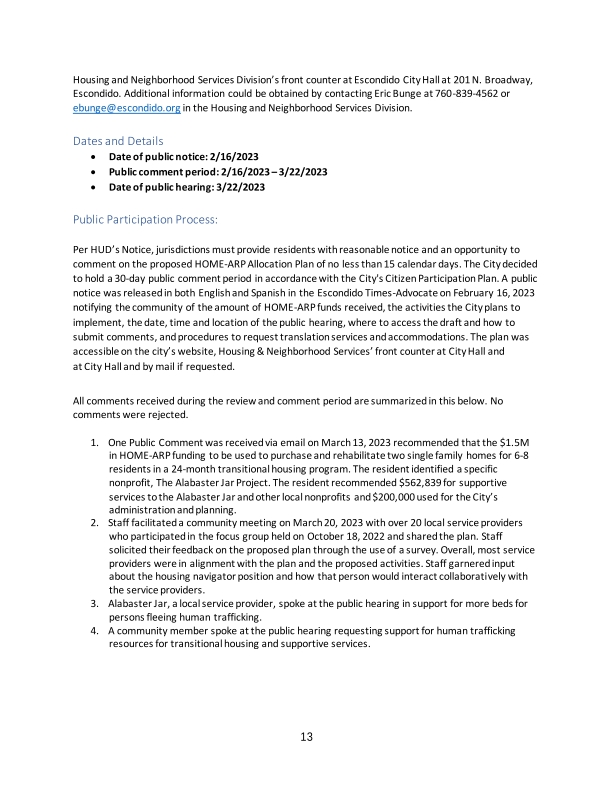 Housing and Neighborhood Services Division's front counter at Escondido City Hall at 201 N. Broadway,
Escondido. Additional information could be obtained by contacting Eric Bunge at 760-839-4562 or
ebunge@escondido.org in the Housing and Neighborhood Services Division.
Dates and Details
• Date of public notice: 2/16/2023
• Public comment period: 2/16/2023 – 3/22/2023
• Date of public hearing: 3/22/2023
Public Participation Process:
Per HUD's Notice, jurisdictions must provide residents with reasonable notice and an opportunity to
comment on the proposed HOME-ARP Allocation Plan of no less than 15 calendar days. The City decided
to hold a 30-day public comment period in accordance with the City's Citizen Participation Plan. A public
notice was released in both English and Spanish in the Escondido Times-Advocate on February 16, 2023
notifying the community of the amount of HOME-ARP funds received, the activities the City plans to
implement, the date, time and location of the public hearing, where to access the draft and how to
submit comments, and procedures to request translation services and accommodations. The plan was
accessible on the city's website, Housing & Neighborhood Services' front counter at City Hall and
at City Hall and by mail if requested.
All comments received during the review and comment period are summarized in this below. No
comments were rejected.
1. One Public Comment was received via email on March 13, 2023 recommended that the $1.5M
in HOME-ARP funding to be used to purchase and rehabilitate two single family homes for 6-8
residents in a 24-month transitional housing program. The resident identified a specific
nonprofit, The Alabaster Jar Project. The resident recommended $562,839 for supportive
services to the Alabaster Jar and other local nonprofits and $200,000 used for the City's
administration and planning.
2. Staff facilitated a community meeting on March 20, 2023 with over 20 local service providers
who participated in the focus group held on October 18, 2022 and shared the plan. Staff
solicited their feedback on the proposed plan through the use of a survey. Overall, most service
providers were in alignment with the plan and the proposed activities. Staff garnered input
about the housing navigator position and how that person would interact collaboratively with
the service providers.
3. Alabaster Jar, a local service provider, spoke at the public hearing in support for more beds for
persons fleeing human trafficking.
4. A community member spoke at the public hearing requesting support for human trafficking
resources for transitional housing and supportive services.
13